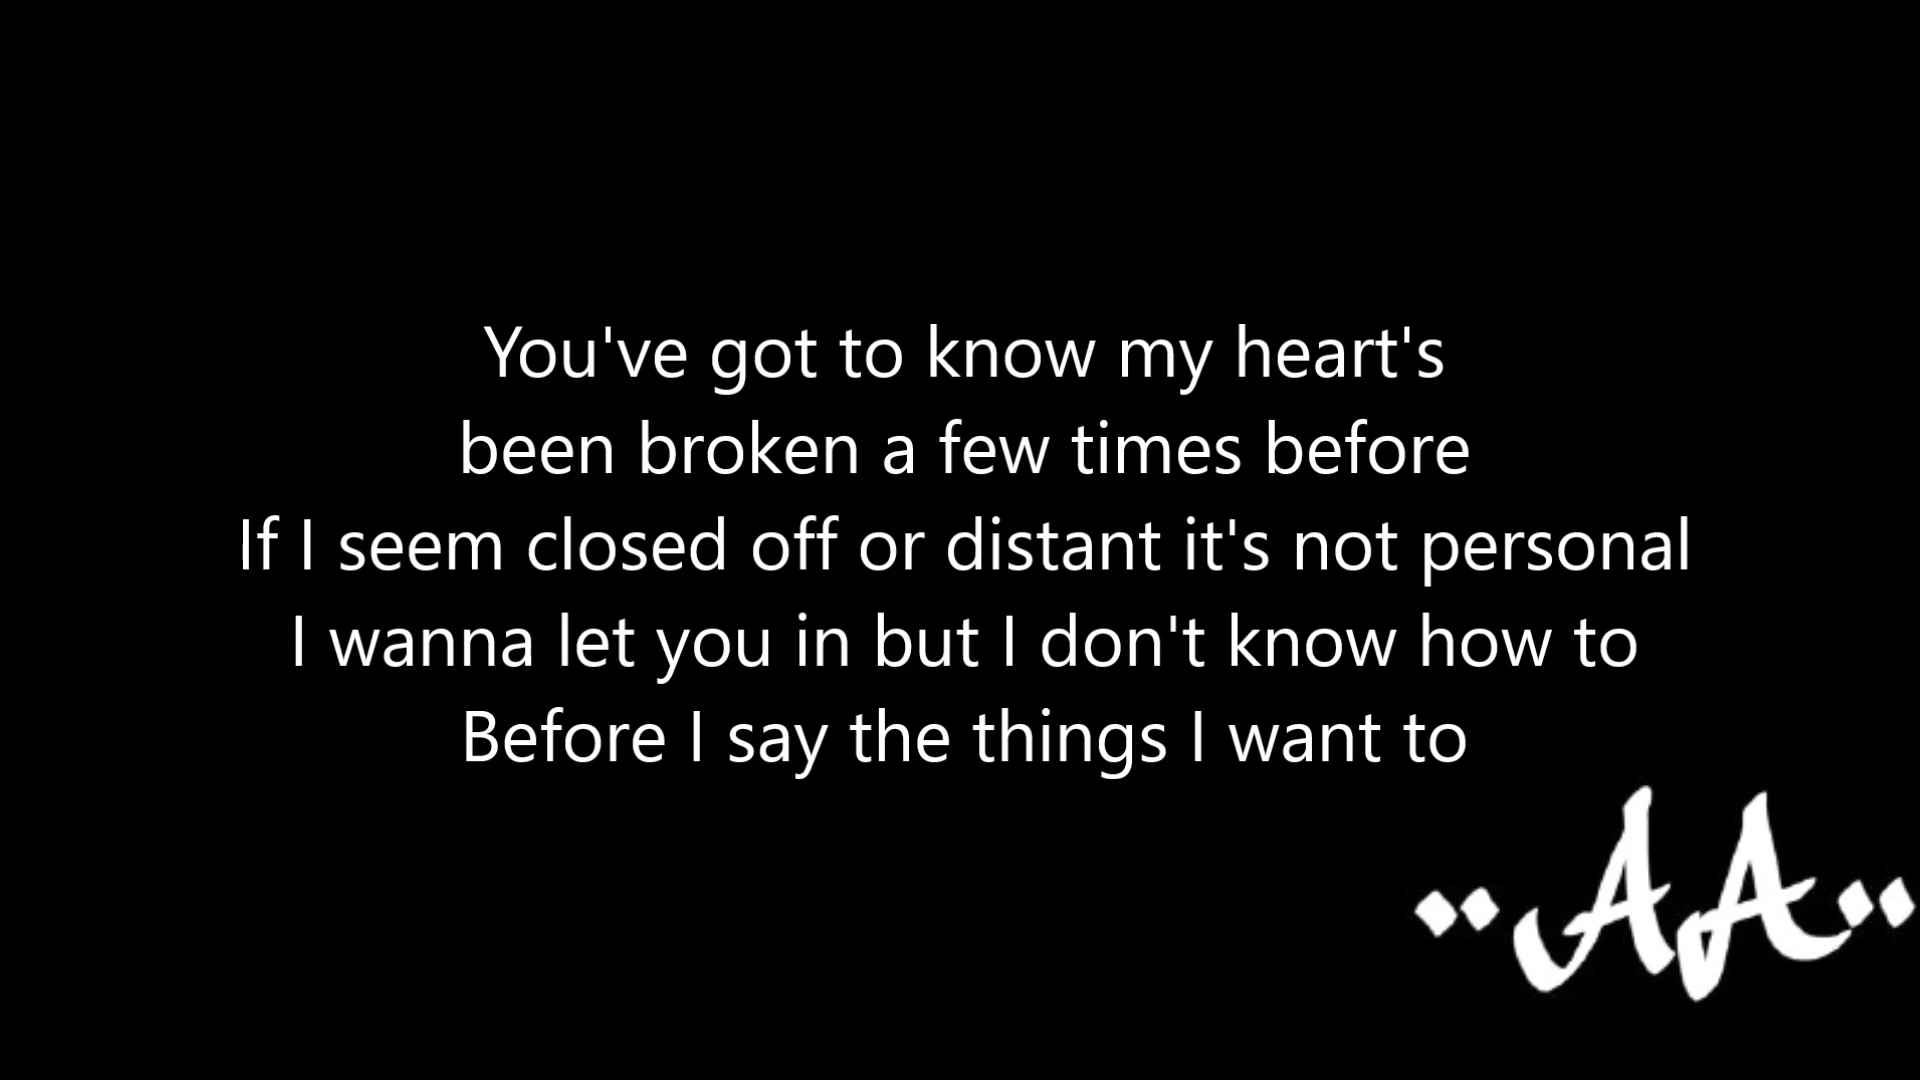 You've got to know my heart's
been broken a few times before
If I seem closed off or distant it's not personal
I wanna let you in but I don't know how to
Before I say the things I want to
AA